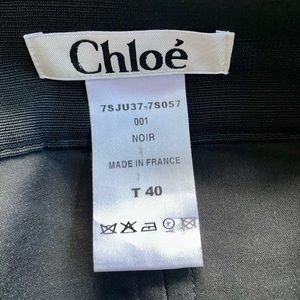 Chloé
7SJU37-7S057
001
NOIR
MADE IN FRANCE
T 40